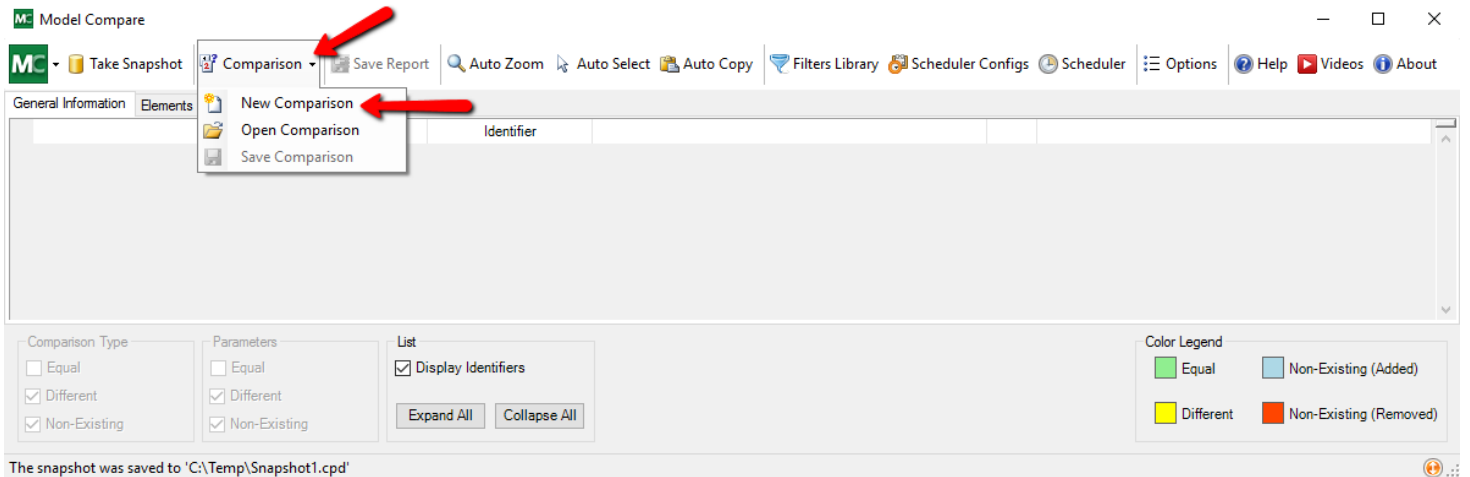 MC Model Compare
MC Take Snapshot Comparison Save Report Auto Zoom Auto Select Auto Copy Filters Library Scheduler Configs Scheduler Options Help Videos About
General Information Elements
New Comparison
Open Comparison
Save Comparison
Identifier
Comparison Type
Equal
Different
Non-Existing
Parameters
Equal
Different
Non-Existing
List
Display Identifiers
Expand All Collapse All
Color Legend
Equal Non-Existing (Added)
Different Non-Existing (Removed)
The snapshot was saved to 'C:\Temp\Snapshot1.cpd'